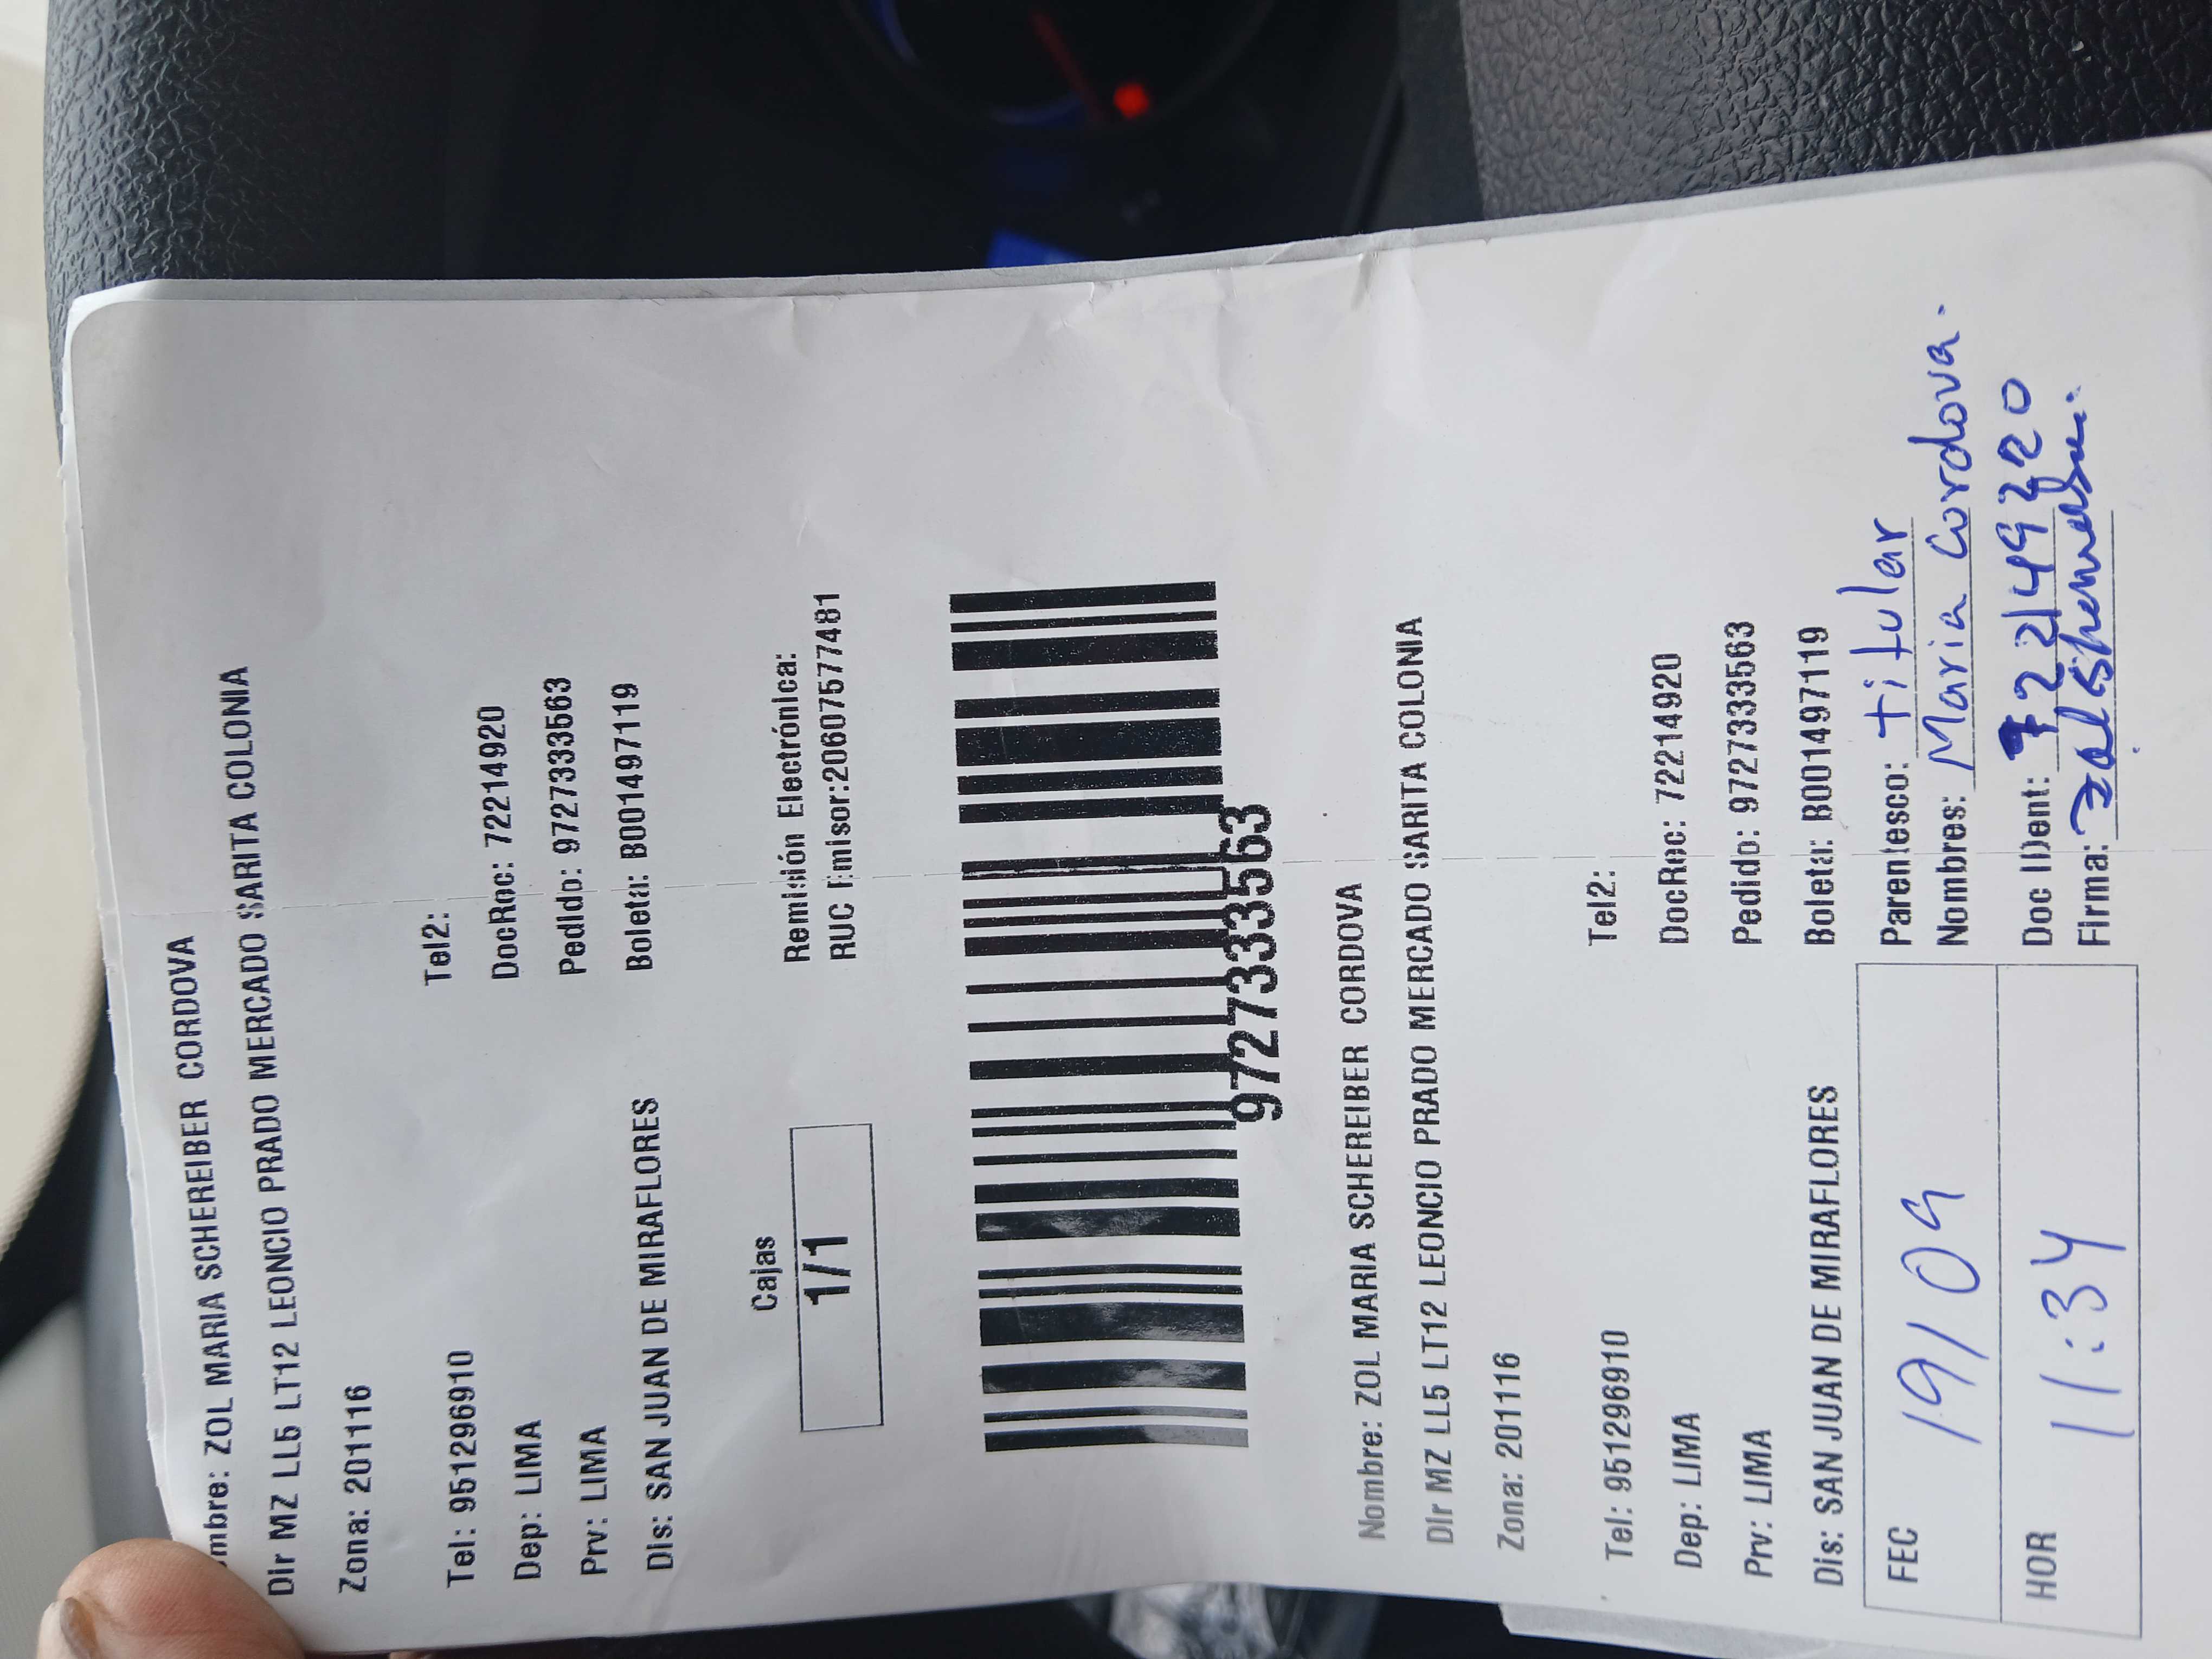 mbre: ZOL MARIA SCHEREIBER CORDOVA
Dir MZ LL5 LT12 LEONCIO PRADO MERCADO SARITA COLONIA
Zona: 201116
Tel: 951296910 Tel2:
Dep: LIMA DocRec: 72214920
Prv: LIMA Pedido: 9727333563
Dis: SAN JUAN DE MIRAFLORES Boleta: B001497119
Cajas Remisión Electrónica:
1/1 RUC Emisor:20607577481
9727333563
Nombre: ZOL MARIA SCHEREIBER CORDOVA
Dir MZ LL5 LT12 LEONCIO PRADO MERCADO SARITA COLONIA
Zona: 201116
Tel: 951296910 Tel2:
Dep: LIMA DocRec: 72214920
Prv: LIMA Pedido: 9727333563
Dis: SAN JUAN DE MIRAFLORES Boleta: B001497119
FEC 19/09 Parentesco: titular
Nombres: Maria Cordova.
HOR 11:34 Doc IDent: 72214920
Firma: